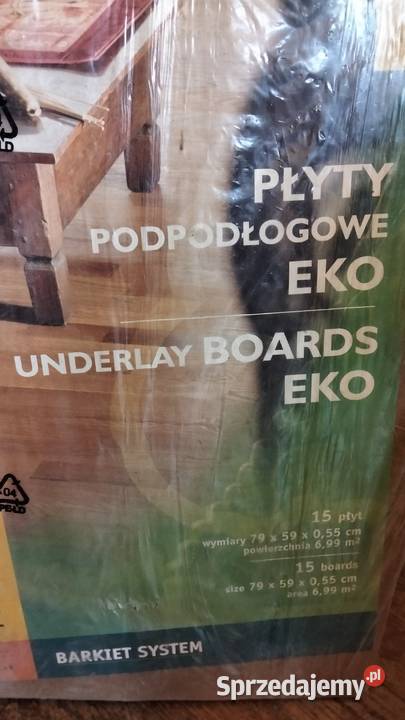 PŁYTY
PODPODŁOGOWE
EKO
UNDERLAY BOARDS
EKO
04
15 płyt
wymiary 79 x 59 x 0,55 cm
powierzchnia 6,99 m²
15 boards
size 79 x 59 x 0,55 cm
area 6,99 m²
BARKIET SYSTEM
Sprzedajemy.pl